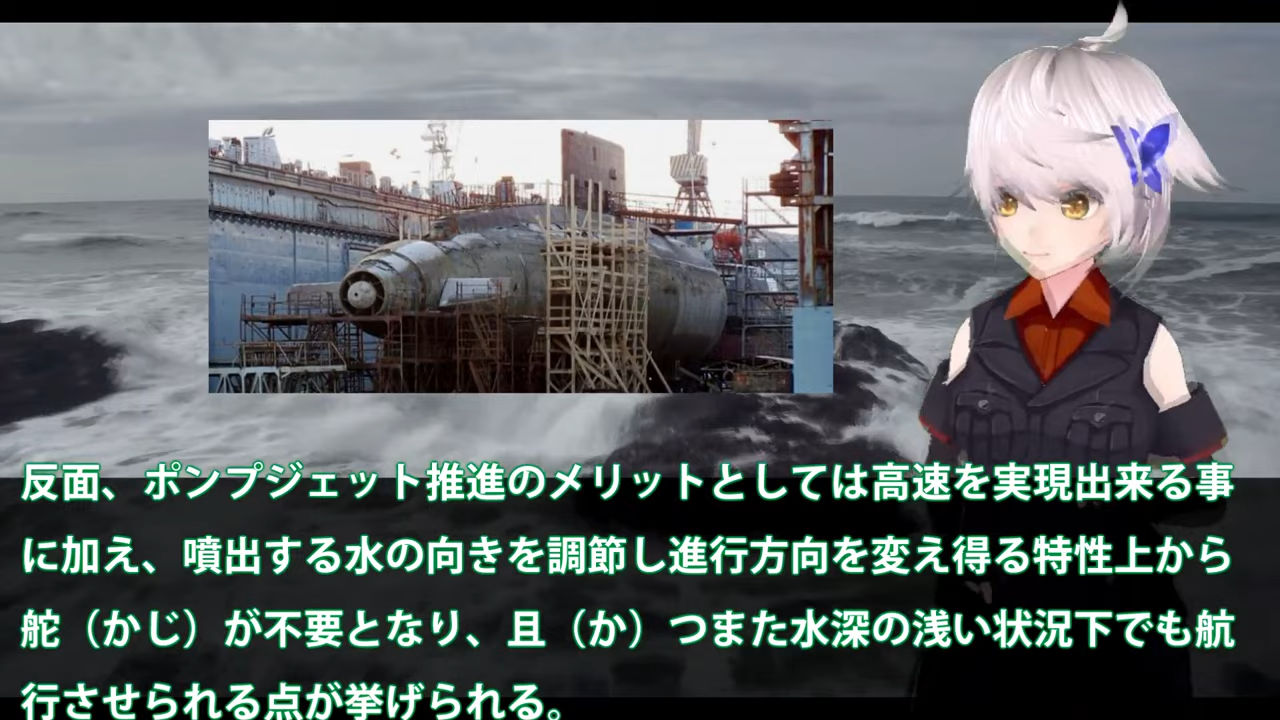 反面、ポンプジェット推進のメリットとしては高速を実現出来る事
に加え、噴出する水の向きを調節し進行方向を変え得る特性上から
舵（かじ）が不要となり、且（か）つまた水深の浅い状況下でも航
行させられる点が挙げられる。